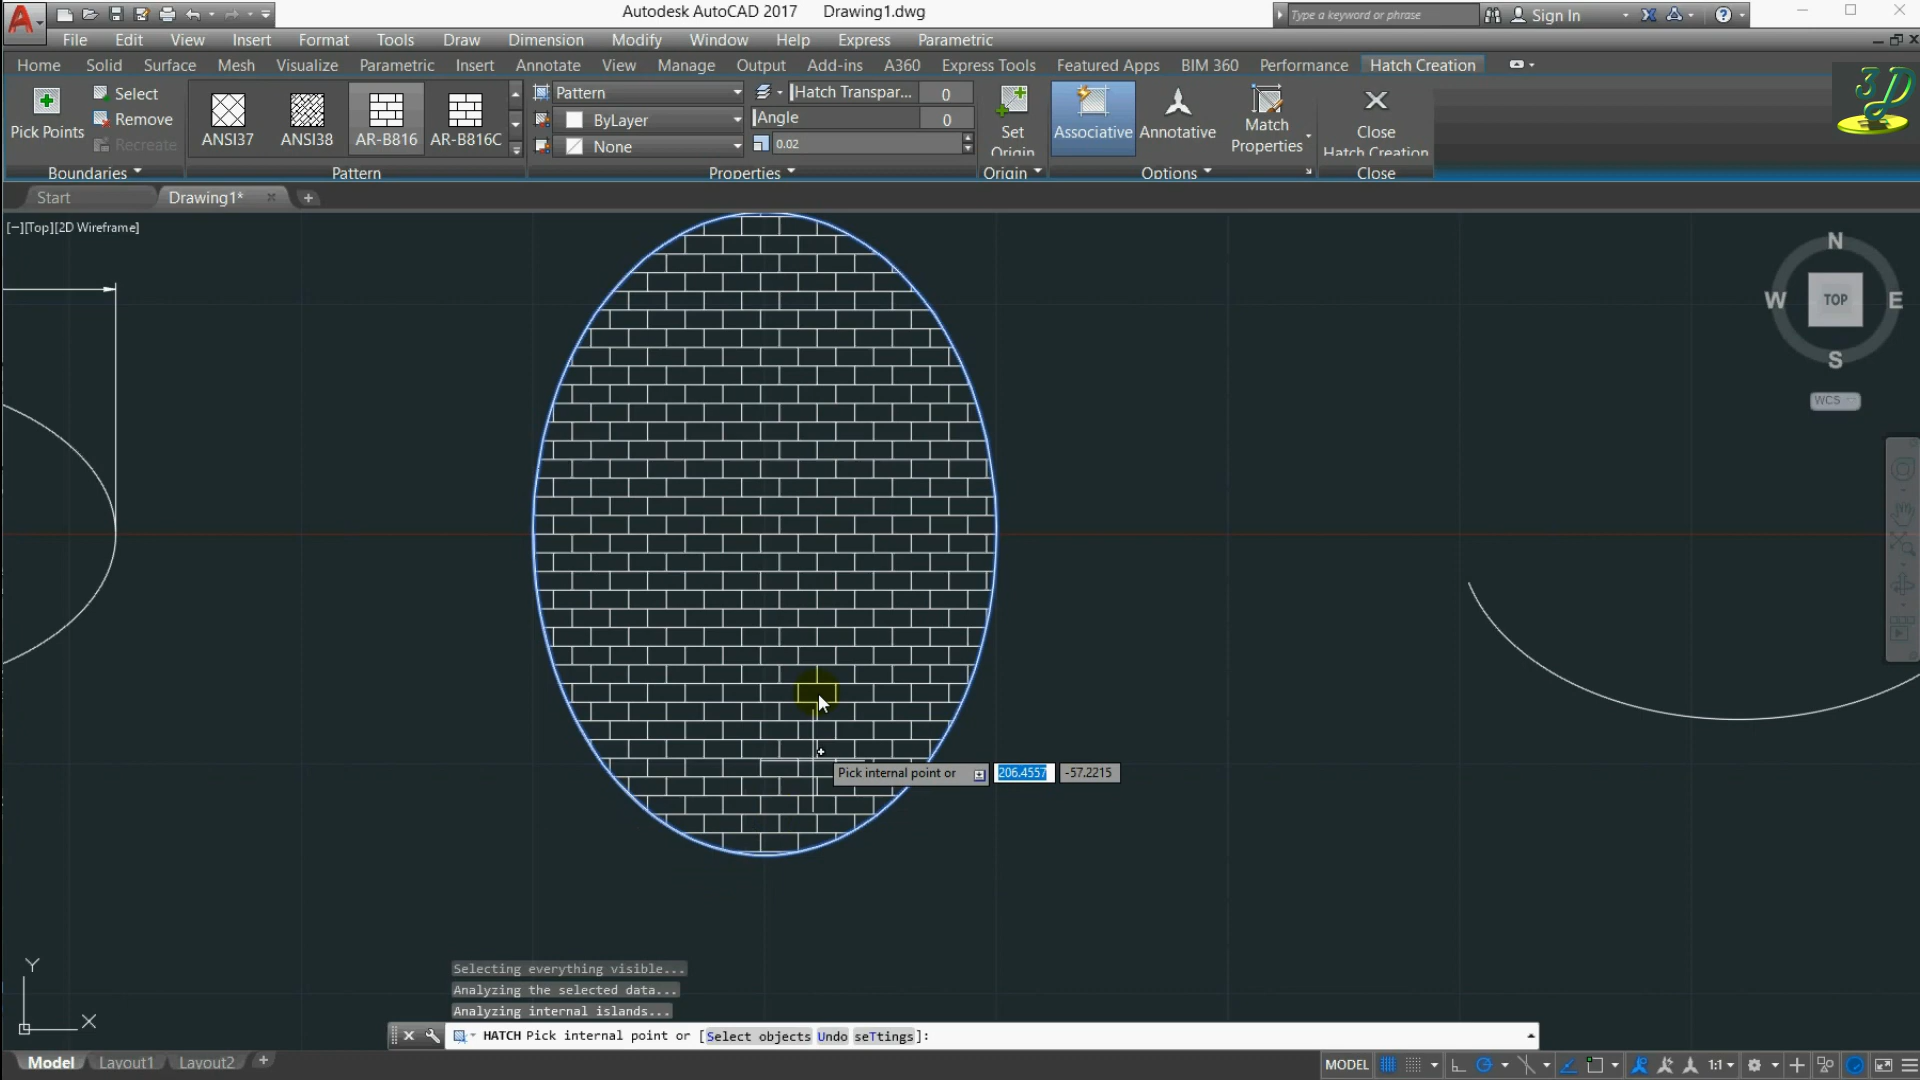 Autodesk AutoCAD 2017 Drawing1.dwg
Type a keyword or phrase
Sign In
File Edit View Insert Format Tools Draw Dimension Modify Window Help Express Parametric
Home Solid Surface Mesh Visualize Parametric Insert Annotate View Manage Output Add-ins A360 Express Tools Featured Apps BIM 360 Performance Hatch Creation
3D
Pick Points
Select
Remove
Recreate
Boundaries
ANSI37
ANSI38
AR-B816
AR-B816C
Pattern
Pattern
ByLayer
None
Hatch Transpar... 0
Angle 0
0.02
Properties
Set
Origin
Origin
Associative
Annotative
Match
Properties
Options
Close
Hatch Creation
Close
Start
Drawing1*
[−][Top][2D Wireframe]
N
W TOP E
S
WCS
Pick internal point or 206.4557 -57.2215
Y
X
Selecting everything visible...
Analyzing the selected data...
Analyzing internal islands...
HATCH Pick internal point or [Select objects Undo seTtings]:
Model Layout1 Layout2
MODEL
1:1